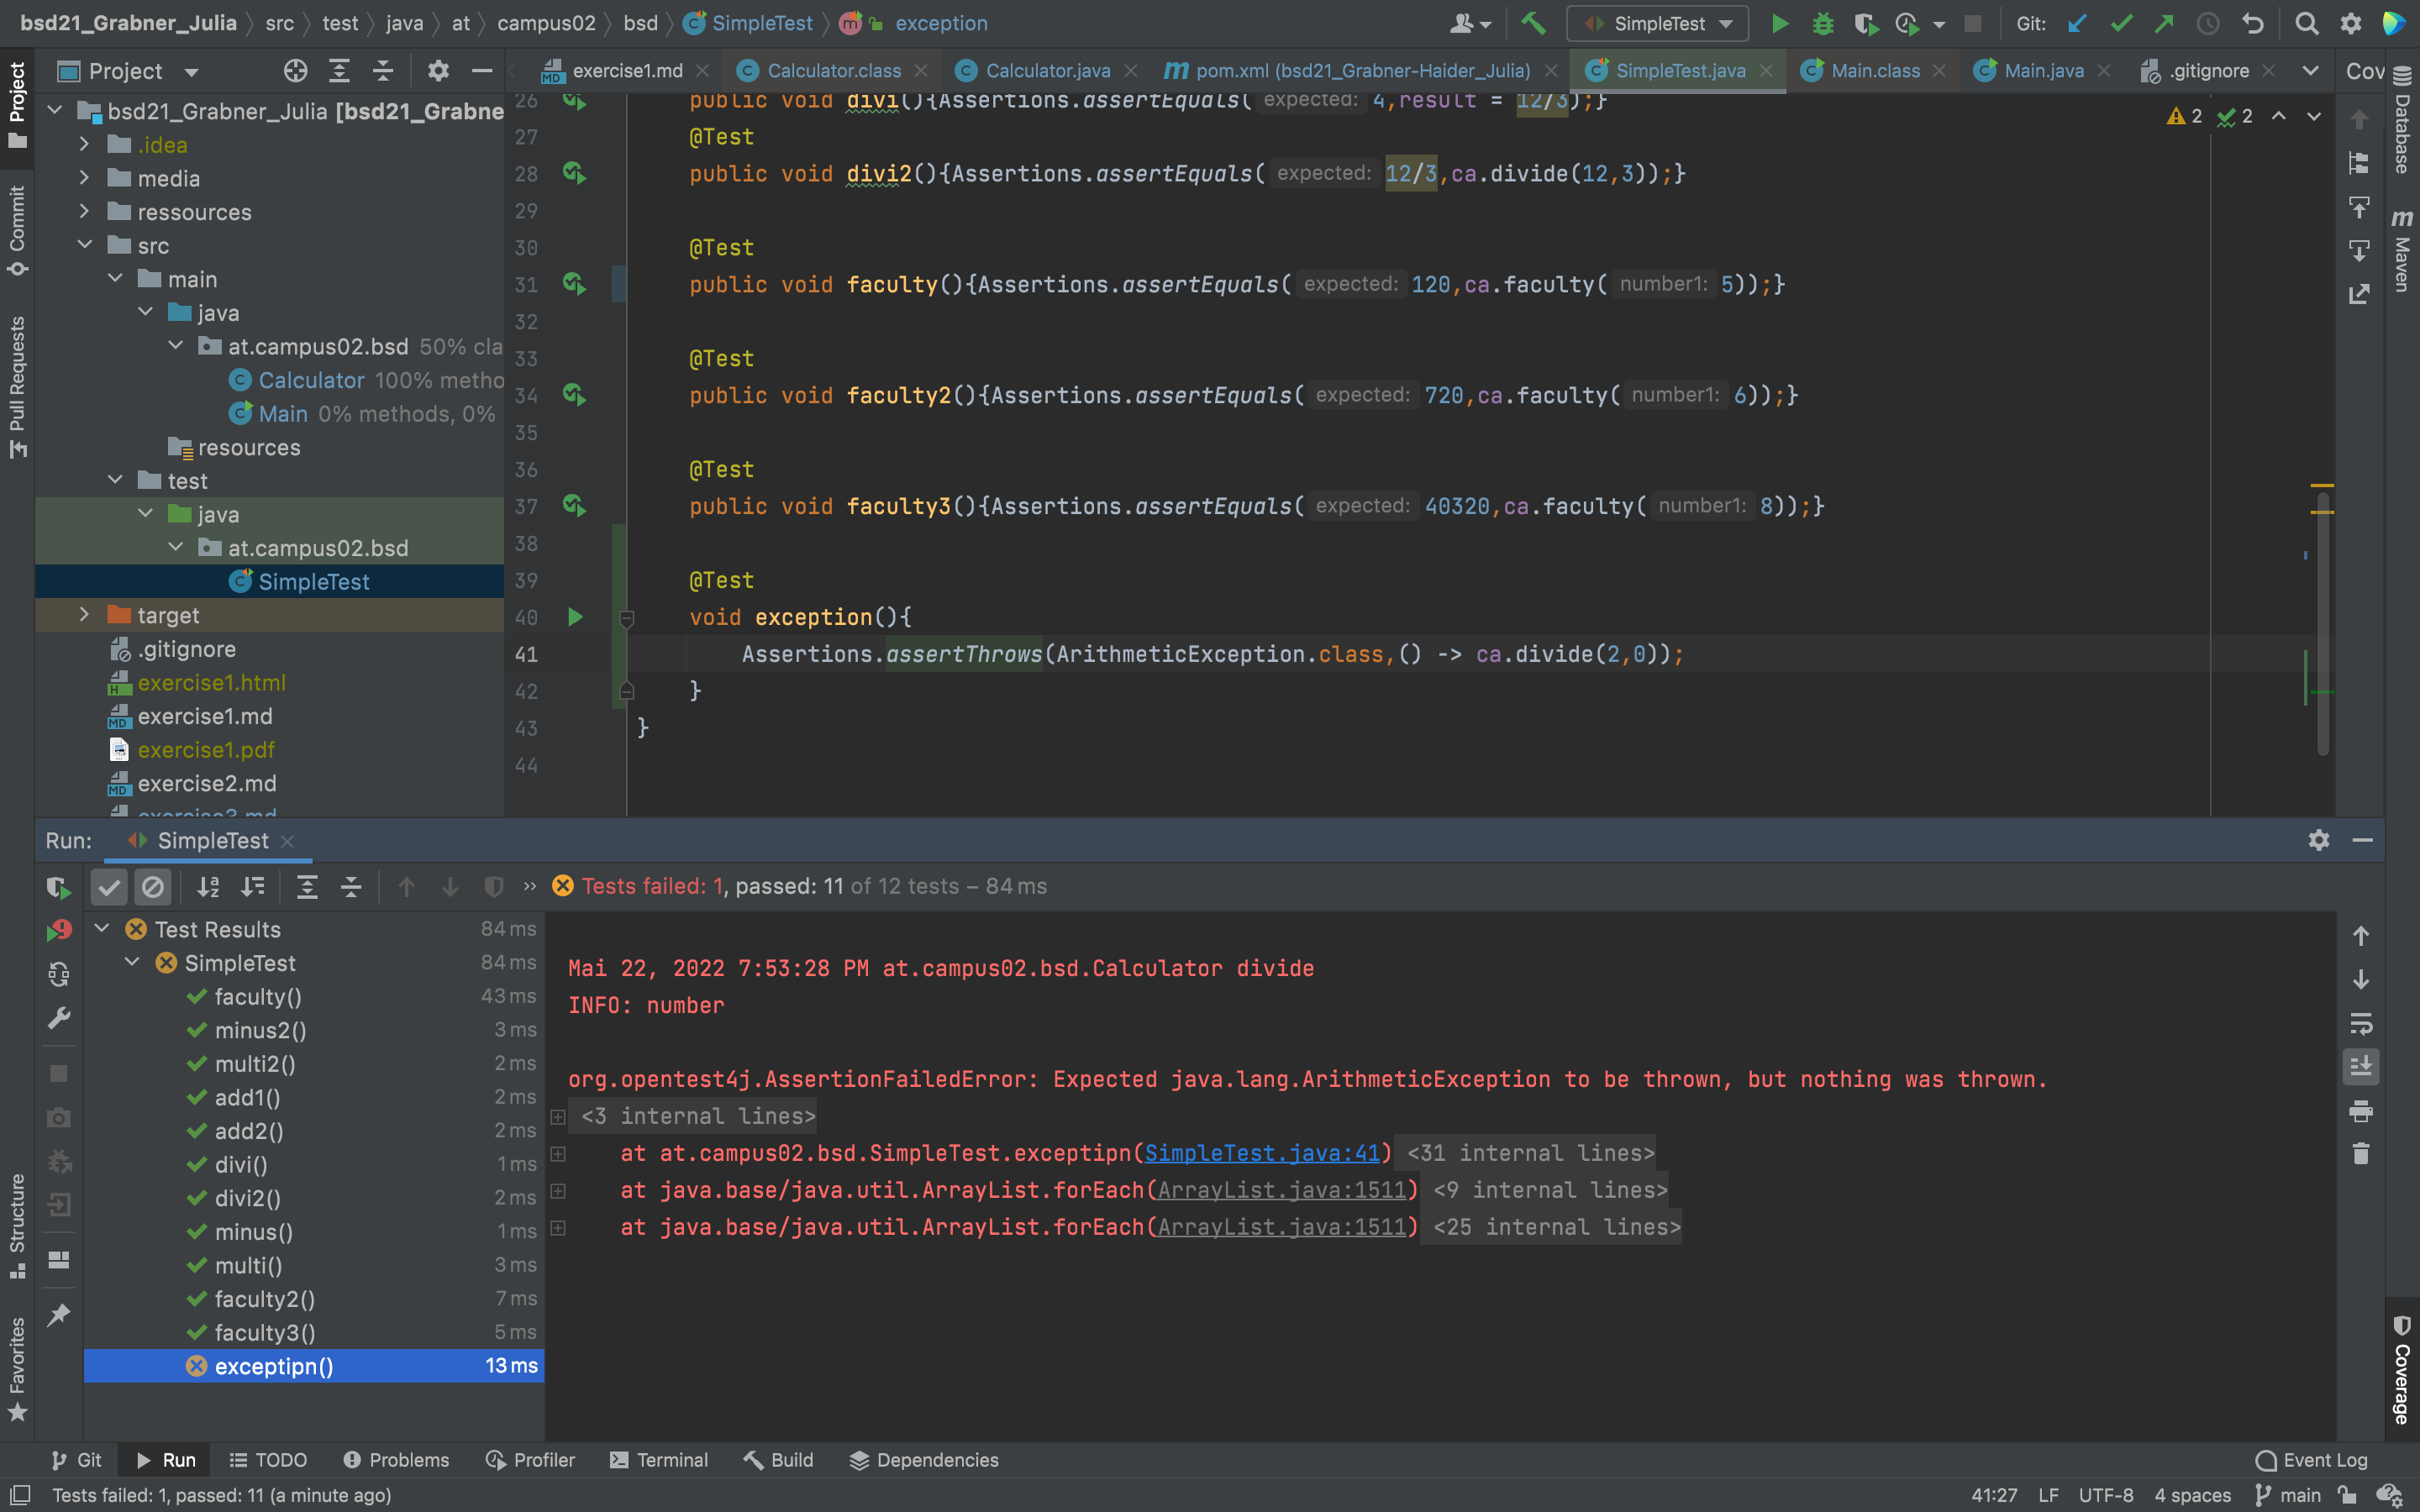 bsd21_Grabner_Julia src test java at campus02 bsd SimpleTest exception SimpleTest Git:
Project exercise1.md Calculator.class Calculator.java pom.xml (bsd21_Grabner-Haider_Julia) SimpleTest.java Main.class Main.java .gitignore Cov
Project
Commit
Pull Requests
Structure
Favorites
bsd21_Grabner_Julia [bsd21_Grabne
.idea
media
ressources
src
main
java
at.campus02.bsd 50% cla
Calculator 100% metho
Main 0% methods, 0%
resources
test
java
at.campus02.bsd
SimpleTest
target
.gitignore
exercise1.html
exercise1.md
exercise1.pdf
exercise2.md
exercise3.md
26 public void divi(){Assertions.assertEquals( expected: 4,result = 12/3);}
27 @Test
28 public void divi2(){Assertions.assertEquals( expected: 12/3,ca.divide(12,3));}
29
30 @Test
31 public void faculty(){Assertions.assertEquals( expected: 120,ca.faculty( number1: 5));}
32
33 @Test
34 public void faculty2(){Assertions.assertEquals( expected: 720,ca.faculty( number1: 6));}
35
36 @Test
37 public void faculty3(){Assertions.assertEquals( expected: 40320,ca.faculty( number1: 8));}
38
39 @Test
40 void exception(){
41 Assertions.assertThrows(ArithmeticException.class,() -> ca.divide(2,0));
42 }
43 }
44
2 2
Database
Maven
Coverage
Run: SimpleTest
Tests failed: 1, passed: 11 of 12 tests – 84 ms
Test Results 84 ms
SimpleTest 84 ms
faculty() 43 ms
minus2() 3 ms
multi2() 2 ms
add1() 2 ms
add2() 2 ms
divi() 1 ms
divi2() 2 ms
minus() 1 ms
multi() 3 ms
faculty2() 7 ms
faculty3() 5 ms
exceptipn() 13 ms
Mai 22, 2022 7:53:28 PM at.campus02.bsd.Calculator divide
INFO: number
org.opentest4j.AssertionFailedError: Expected java.lang.ArithmeticException to be thrown, but nothing was thrown.
<3 internal lines>
at at.campus02.bsd.SimpleTest.exceptipn(SimpleTest.java:41) <31 internal lines>
at java.base/java.util.ArrayList.forEach(ArrayList.java:1511) <9 internal lines>
at java.base/java.util.ArrayList.forEach(ArrayList.java:1511) <25 internal lines>
Git Run TODO Problems Profiler Terminal Build Dependencies Event Log
Tests failed: 1, passed: 11 (a minute ago) 41:27 LF UTF-8 4 spaces main